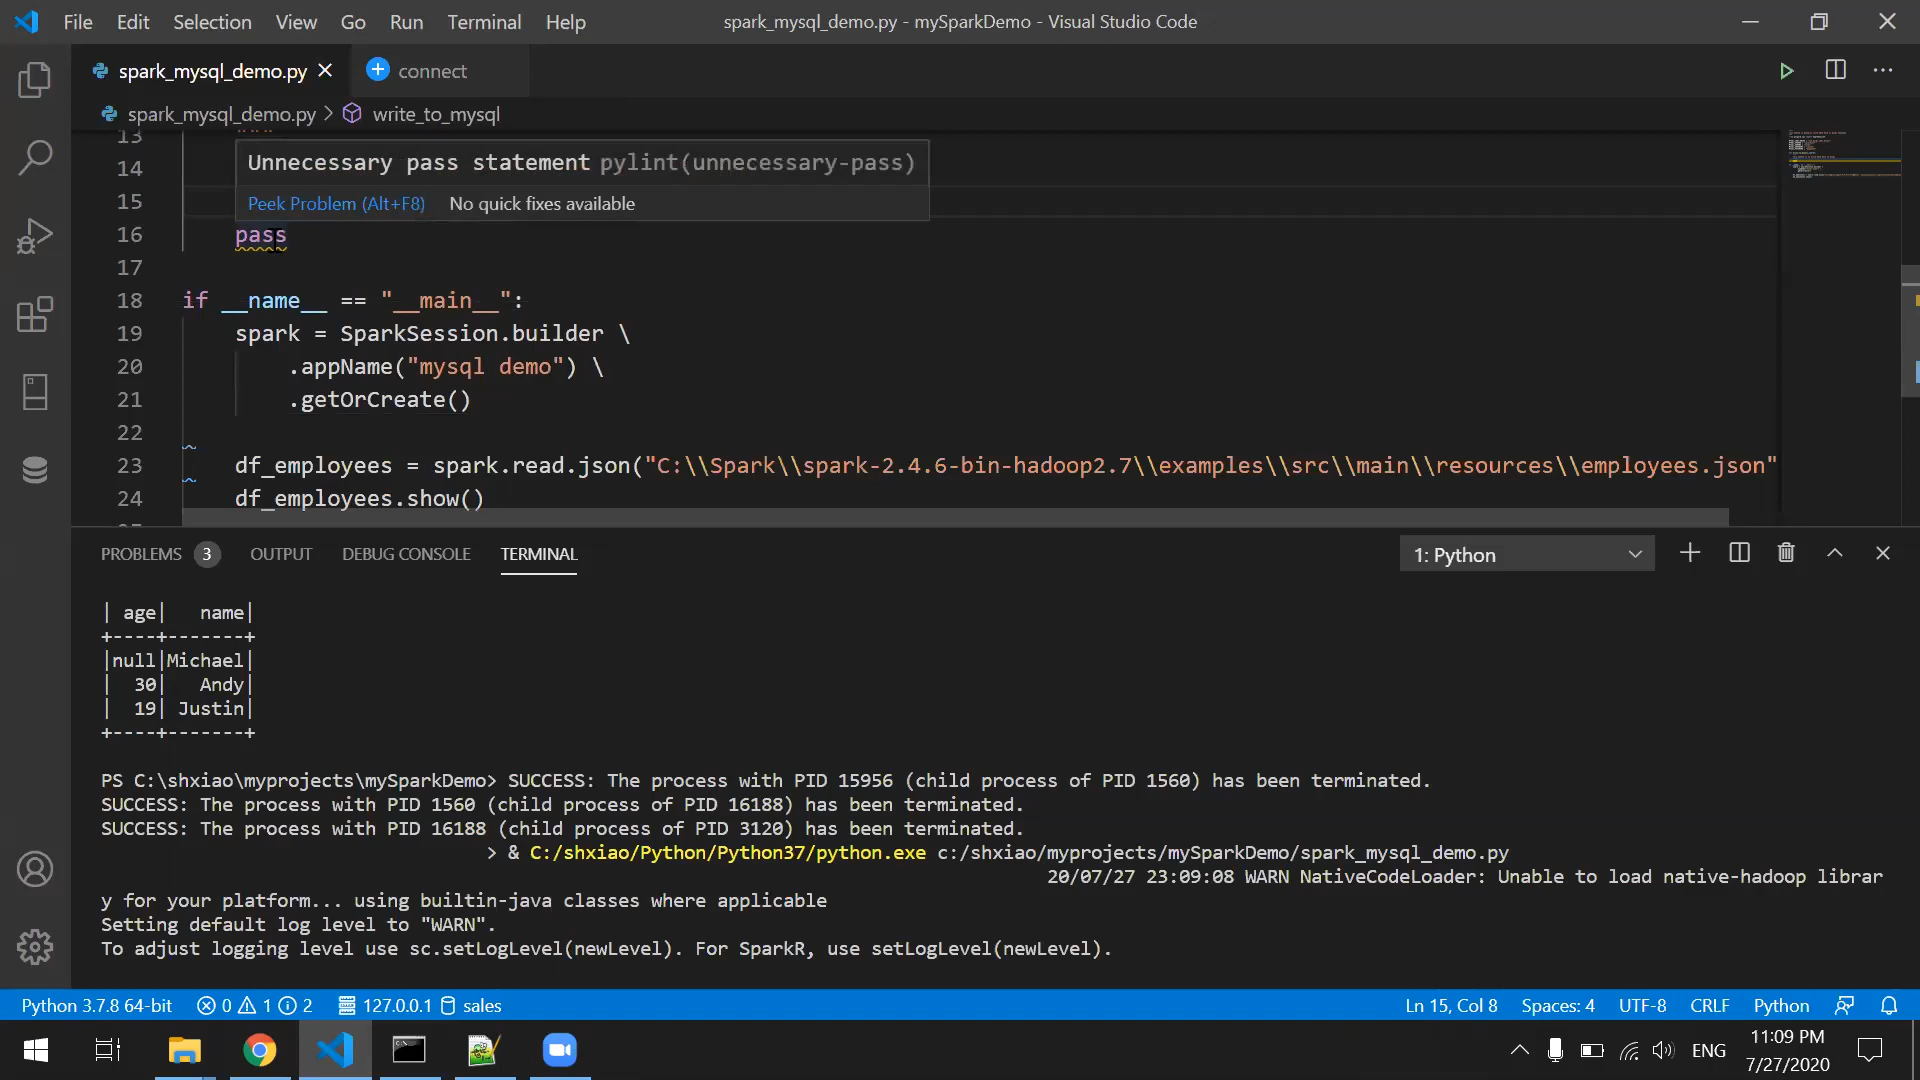 File Edit Selection View Go Run Terminal Help
spark_mysql_demo.py - mySparkDemo - Visual Studio Code
spark_mysql_demo.py
connect
spark_mysql_demo.py > write_to_mysql
13
14
Unnecessary pass statement pylint(unnecessary-pass)
15
Peek Problem (Alt+F8) No quick fixes available
16 pass
17
18 if __name__ == "__main__":
19 spark = SparkSession.builder \
20 .appName("mysql demo") \
21 .getOrCreate()
22
23 df_employees = spark.read.json("C:\\Spark\\spark-2.4.6-bin-hadoop2.7\\examples\\src\\main\\resources\\employees.json"
24 df_employees.show()
PROBLEMS 3 OUTPUT DEBUG CONSOLE TERMINAL
1: Python
| age|   name|
+----+-------+
|null|Michael|
|  30|   Andy|
|  19| Justin|
+----+-------+
PS C:\shxiao\myprojects\mySparkDemo> SUCCESS: The process with PID 15956 (child process of PID 1560) has been terminated.
SUCCESS: The process with PID 1560 (child process of PID 16188) has been terminated.
SUCCESS: The process with PID 16188 (child process of PID 3120) has been terminated.
> & C:/shxiao/Python/Python37/python.exe c:/shxiao/myprojects/mySparkDemo/spark_mysql_demo.py
20/07/27 23:09:08 WARN NativeCodeLoader: Unable to load native-hadoop librar
y for your platform... using builtin-java classes where applicable
Setting default log level to "WARN".
To adjust logging level use sc.setLogLevel(newLevel). For SparkR, use setLogLevel(newLevel).
Python 3.7.8 64-bit 0 1 2 127.0.0.1 sales
Ln 15, Col 8 Spaces: 4 UTF-8 CRLF Python
ENG
11:09 PM
7/27/2020